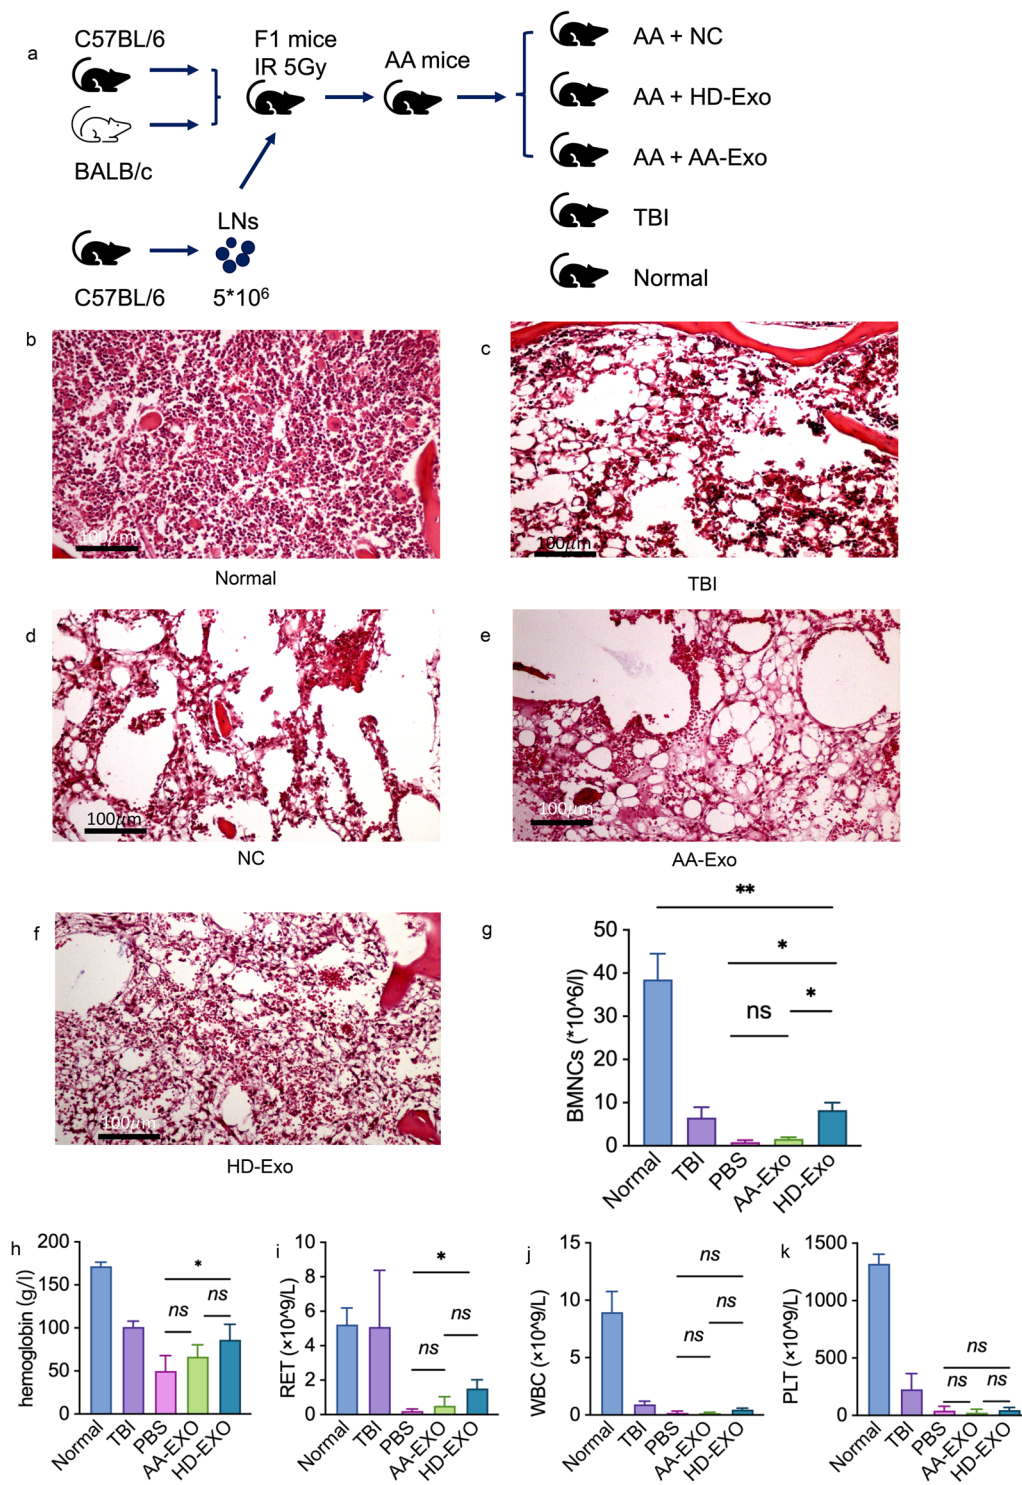 a
C57BL/6
BALB/c
C57BL/6
F1 mice
IR 5Gy
LNs
5*10⁶
AA mice
AA + NC
AA + HD-Exo
AA + AA-Exo
TBI
Normal
b
100μm
Normal
c
100μm
TBI
d
100μm
NC
e
100μm
AA-Exo
f
100μm
HD-Exo
g
**
*
*
ns
BMNCs (*10^6/l)
50
40
30
20
10
0
Normal
TBI
PBS
AA-Exo
HD-Exo
h
hemoglobin (g/l)
200
150
100
50
0
*
ns
ns
Normal
TBI
PBS
AA-EXO
HD-EXO
i
RET (×10^9/L)
10
8
6
4
2
0
*
ns
ns
Normal
TBI
PBS
AA-EXO
HD-EXO
j
WBC (×10^9/L)
15
10
5
0
ns
ns
ns
Normal
TBI
PBS
AA-EXO
HD-EXO
k
PLT (×10^9/L)
1500
1000
500
0
ns
ns
ns
Normal
TBI
PBS
AA-EXO
HD-EXO